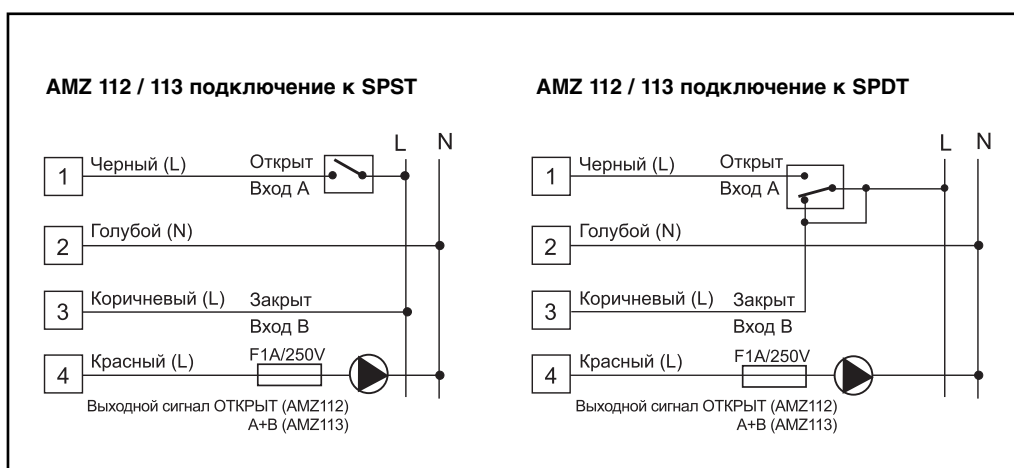 AMZ 112 / 113 подключение к SPST
L N
1 Черный (L) Открыт
Вход A
2 Голубой (N)
3 Коричневый (L) Закрыт
Вход B
4 Красный (L) F1A/250V
Выходной сигнал ОТКРЫТ (AMZ112)
A+B (AMZ113)
AMZ 112 / 113 подключение к SPDT
L N
1 Черный (L) Открыт
Вход A
2 Голубой (N)
3 Коричневый (L) Закрыт
Вход B
4 Красный (L) F1A/250V
Выходной сигнал ОТКРЫТ (AMZ112)
A+B (AMZ113)